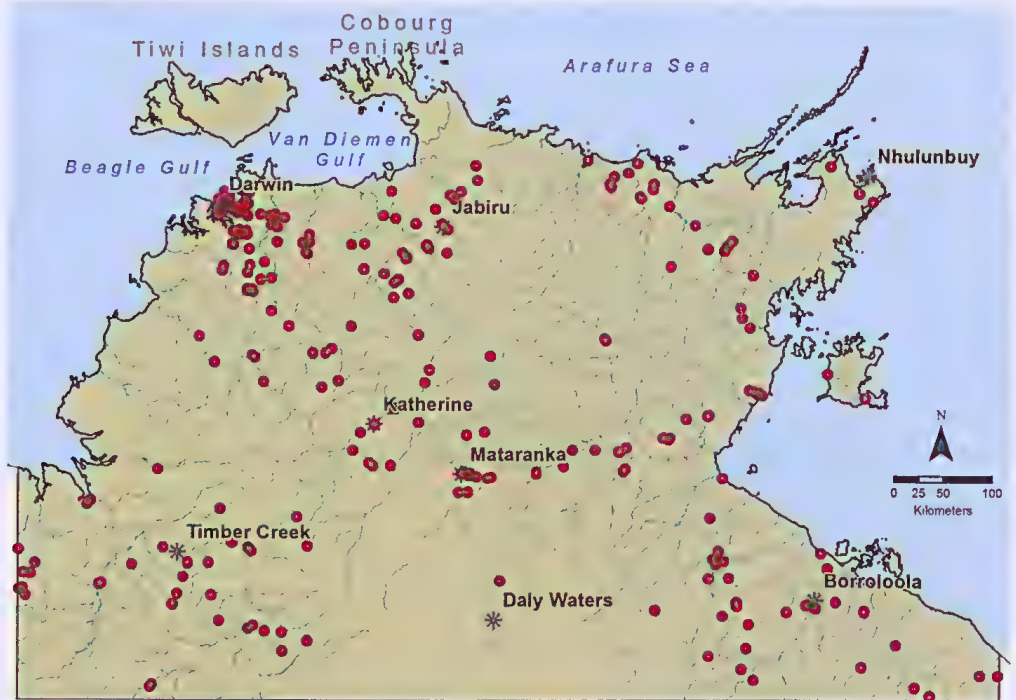 Cobourg
Peninsula
Tiwi Islands
Arafura Sea
Van Diemen
Gulf
Beagle Gulf
Nhulunbuy
Darwin
Jabiru
Katherine
Mataranka
N
0 25 50 100
Kilometers
Timber Creek
Borroloola
Daly Waters